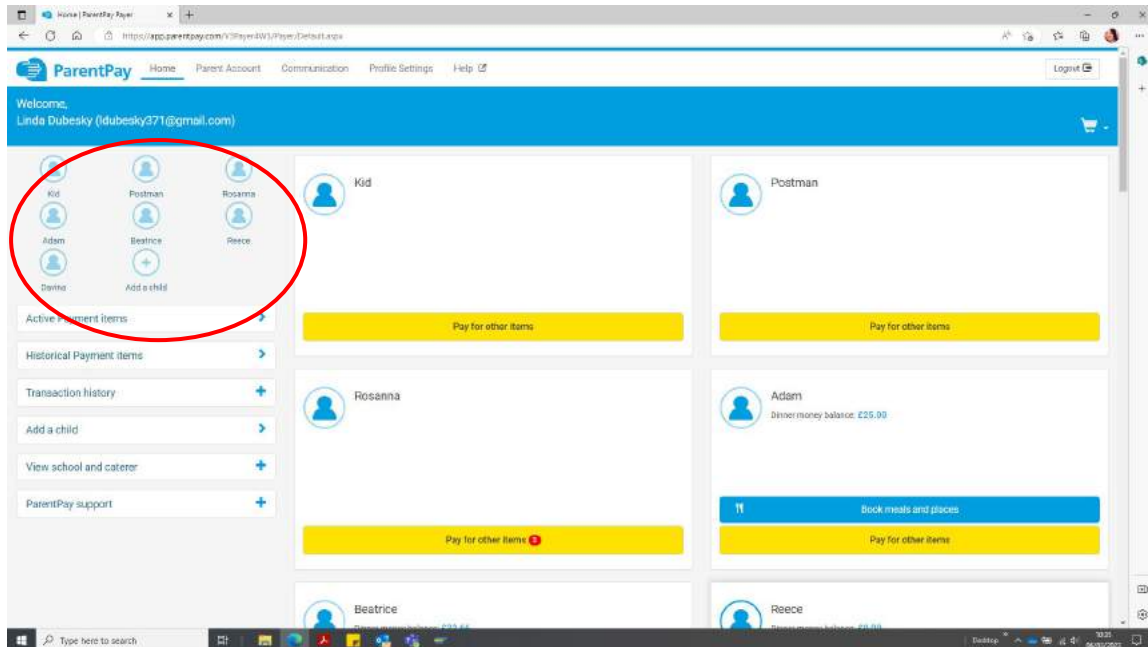 Home | ParentPay Payer
https://app.parentpay.com/V3Payer4W3/Payer/Default.aspx
ParentPay
Home Parent Account Communication Profile Settings Help
Logout
Welcome,
Linda Dubesky (ldubesky371@gmail.com)
Kid Postman Rosanna
Adam Beatrice Reece
Davina Add a child
Active Payment items
Historical Payment items
Transaction history
Add a child
View school and caterer
ParentPay support
Kid
Pay for other items
Postman
Pay for other items
Rosanna
Pay for other items
Adam
Dinner money balance: £25.00
Book meals and places
Pay for other items
Beatrice
Reece
Type here to search
Desktop
10:35